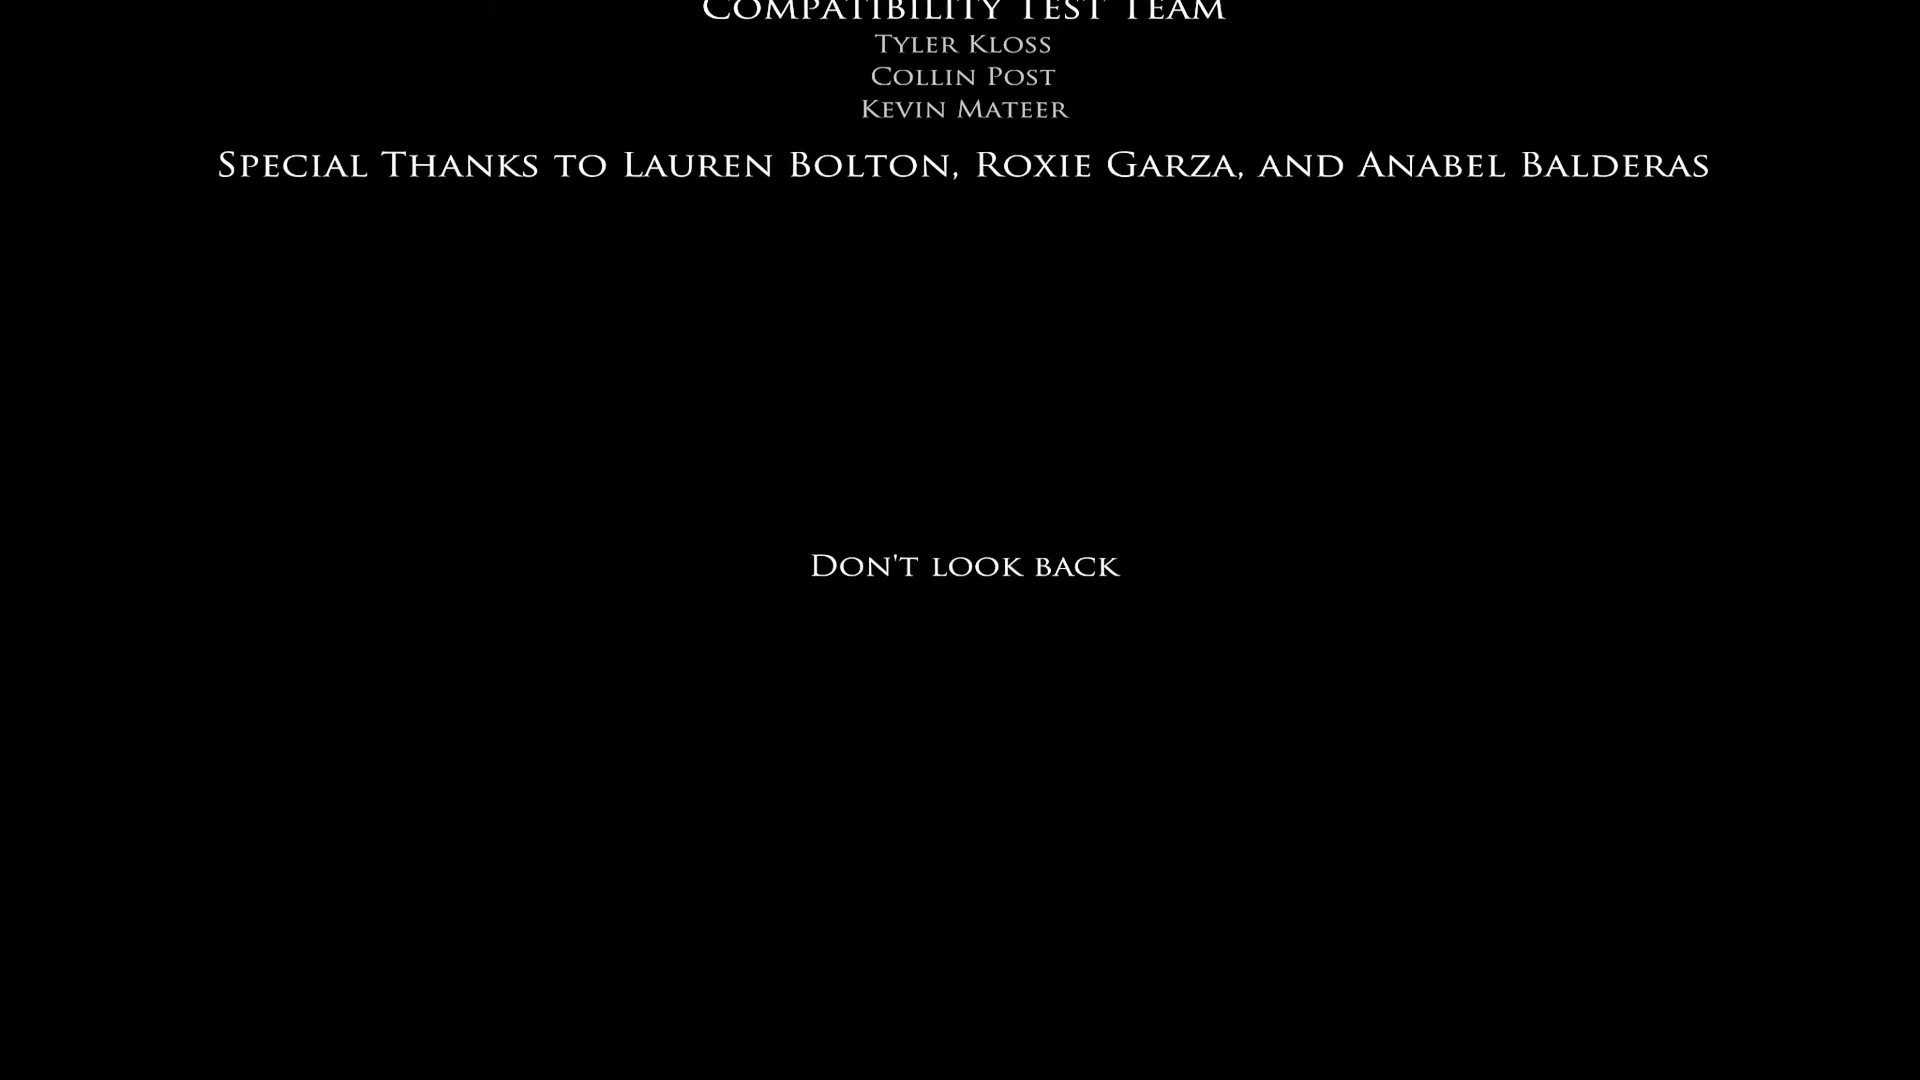 Compatibility Test Team
Tyler Kloss
Collin Post
Kevin Mateer
Special Thanks to Lauren Bolton, Roxie Garza, and Anabel Balderas
Don't look back